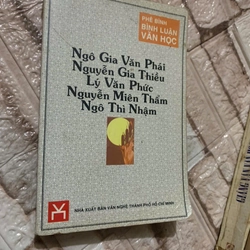 PHÊ BÌNH
BÌNH LUẬN
VĂN HỌC
Ngô Gia Văn Phái
Nguyễn Gia Thiều
Lý Văn Phức
Nguyễn Miên Thẩm
Ngô Thì Nhậm
NHÀ XUẤT BẢN VĂN NGHỆ THÀNH PHỐ HỒ CHÍ MINH